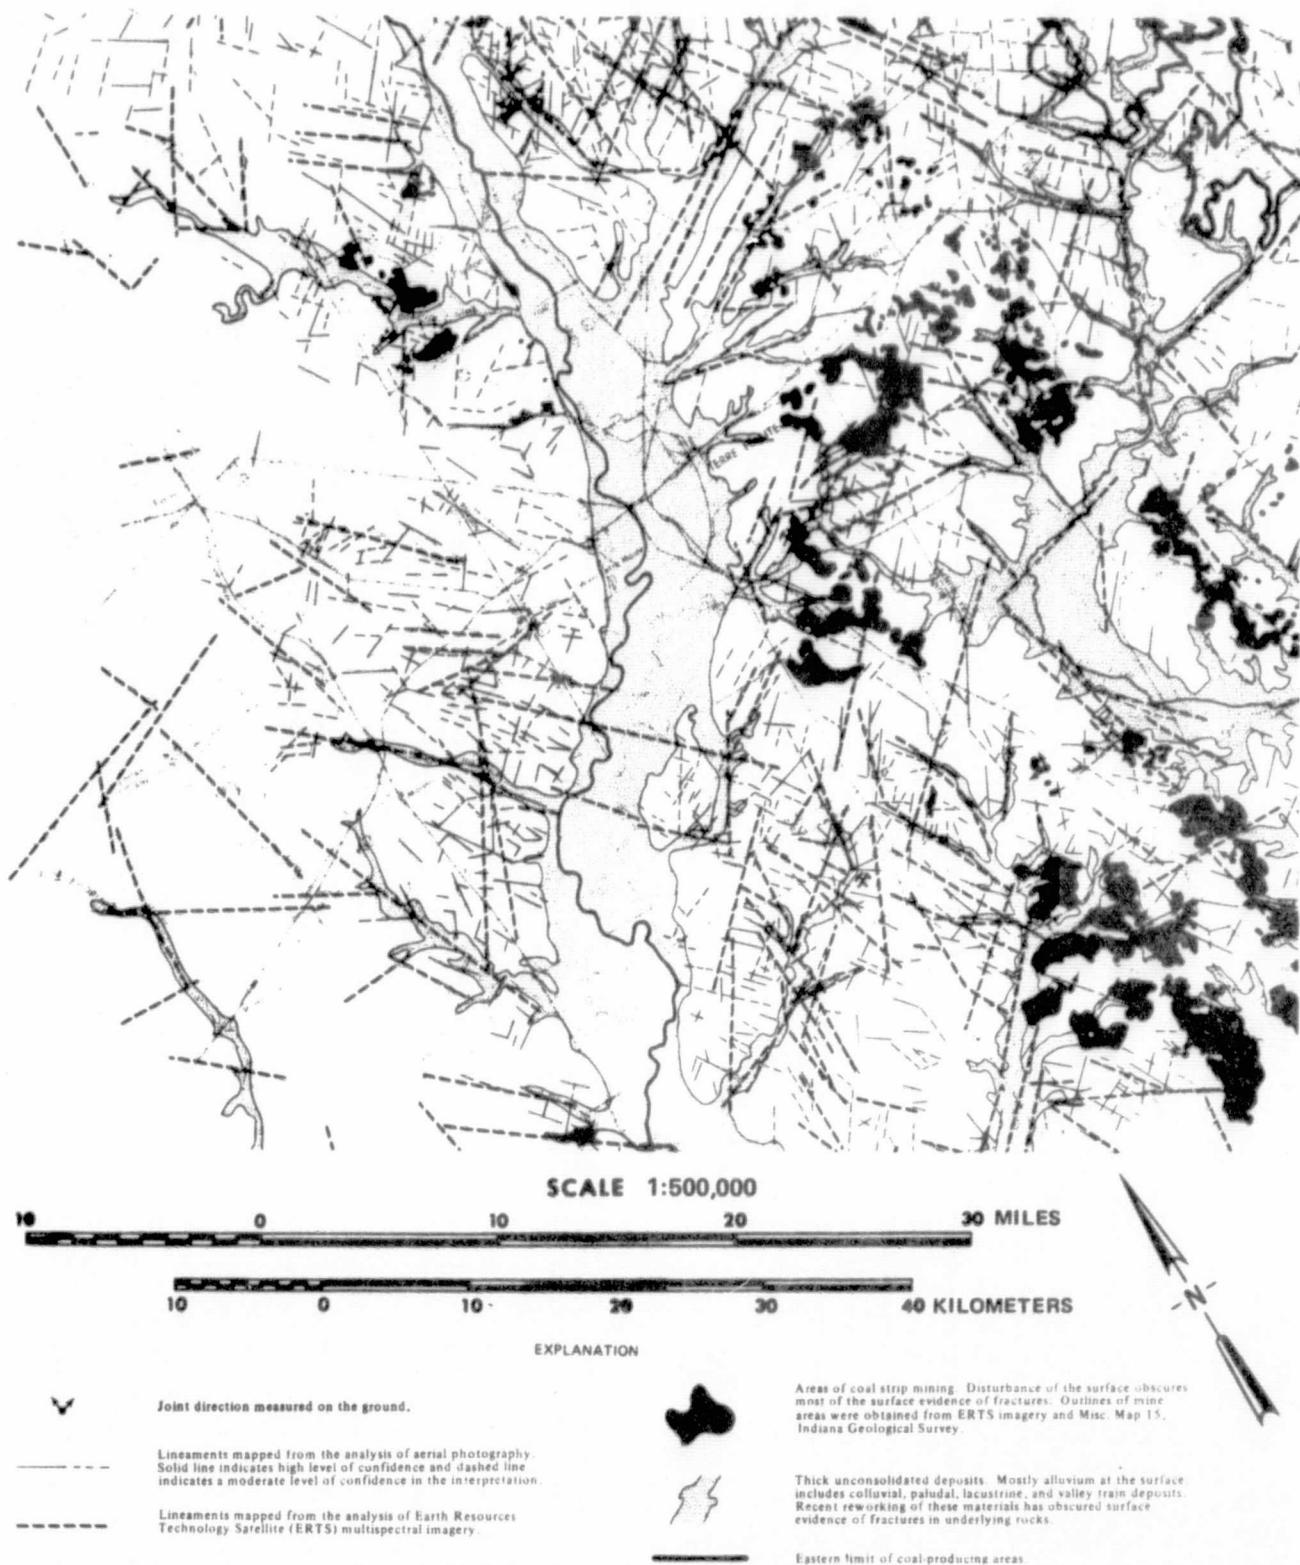 TERRE HAUTE
SCALE 1:500,000
10 0 10 20 30 MILES
10 0 10 20 30 40 KILOMETERS
N
EXPLANATION
Joint direction measured on the ground.
Lineaments mapped from the analysis of aerial photography.
Solid line indicates high level of confidence and dashed line
indicates a moderate level of confidence in the interpretation.
Lineaments mapped from the analysis of Earth Resources
Technology Satellite (ERTS) multispectral imagery.
Areas of coal strip mining. Disturbance of the surface obscures
most of the surface evidence of fractures. Outlines of mine
areas were obtained from ERTS imagery and Misc. Map 15,
Indiana Geological Survey.
Thick unconsolidated deposits. Mostly alluvium at the surface
includes colluvial, paludal, lacustrine, and valley train deposits.
Recent reworking of these materials has obscured surface
evidence of fractures in underlying rocks.
Eastern limit of coal-producing areas.